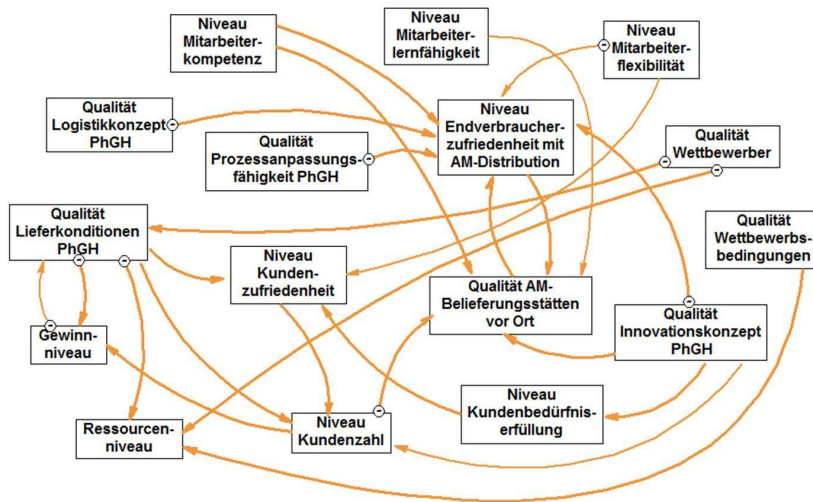 Niveau
Mitarbeiter-
kompetenz
Niveau
Mitarbeiter-
lernfähigkeit
Niveau
Mitarbeiter-
flexibilität
Qualität
Logistikkonzept
PhGH
Qualität
Prozessanpassungs-
fähigkeit PhGH
Niveau
Endverbraucher-
zufriedenheit mit
AM-Distribution
Qualität
Wettbewerber
Qualität
Lieferkonditionen
PhGH
Niveau
Kunden-
zufriedenheit
Qualität AM-
Belieferungsstätten
vor Ort
Qualität
Wettbewerbs-
bedingungen
Gewinn-
niveau
Qualität
Innovationskonzept
PhGH
Ressourcen-
niveau
Niveau
Kundenzahl
Niveau
Kundenbedürfnis-
erfüllung